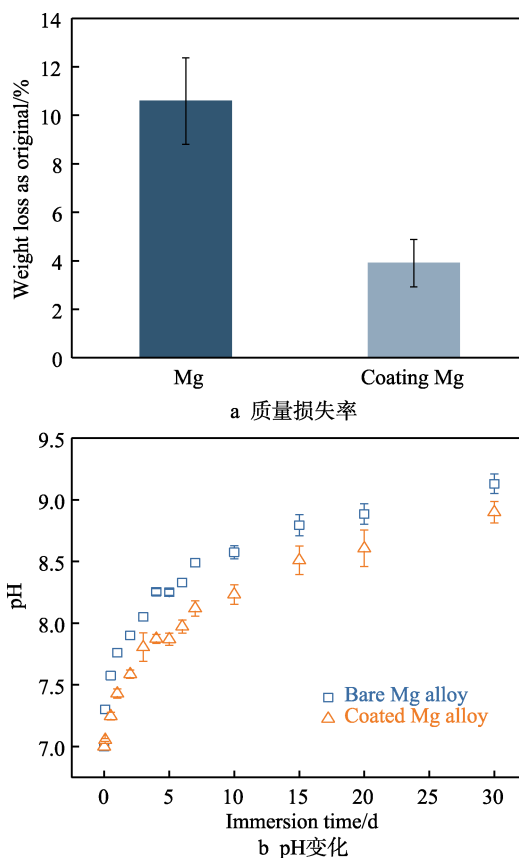 14
12
10
8
6
4
2
0
Weight loss as original/%
Mg Coating Mg
a 质量损失率
9.5
9.0
8.5
8.0
7.5
7.0
pH
Bare Mg alloy
Coated Mg alloy
0 5 10 15 20 25 30
Immersion time/d
b pH变化